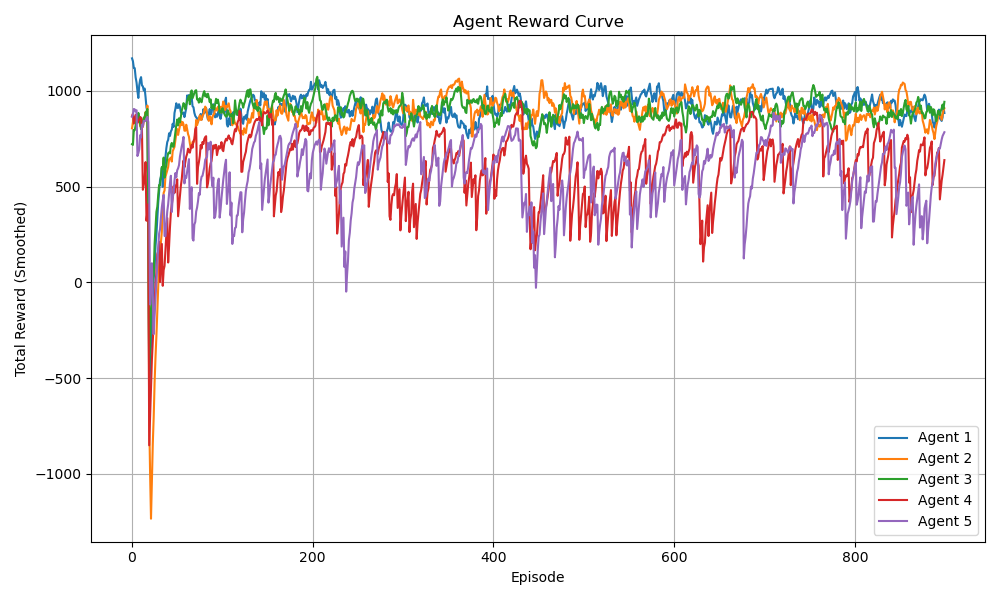 Agent Reward Curve
Total Reward (Smoothed)
1000
500
0
−500
−1000
0 200 400 600 800
Episode
Agent 1
Agent 2
Agent 3
Agent 4
Agent 5